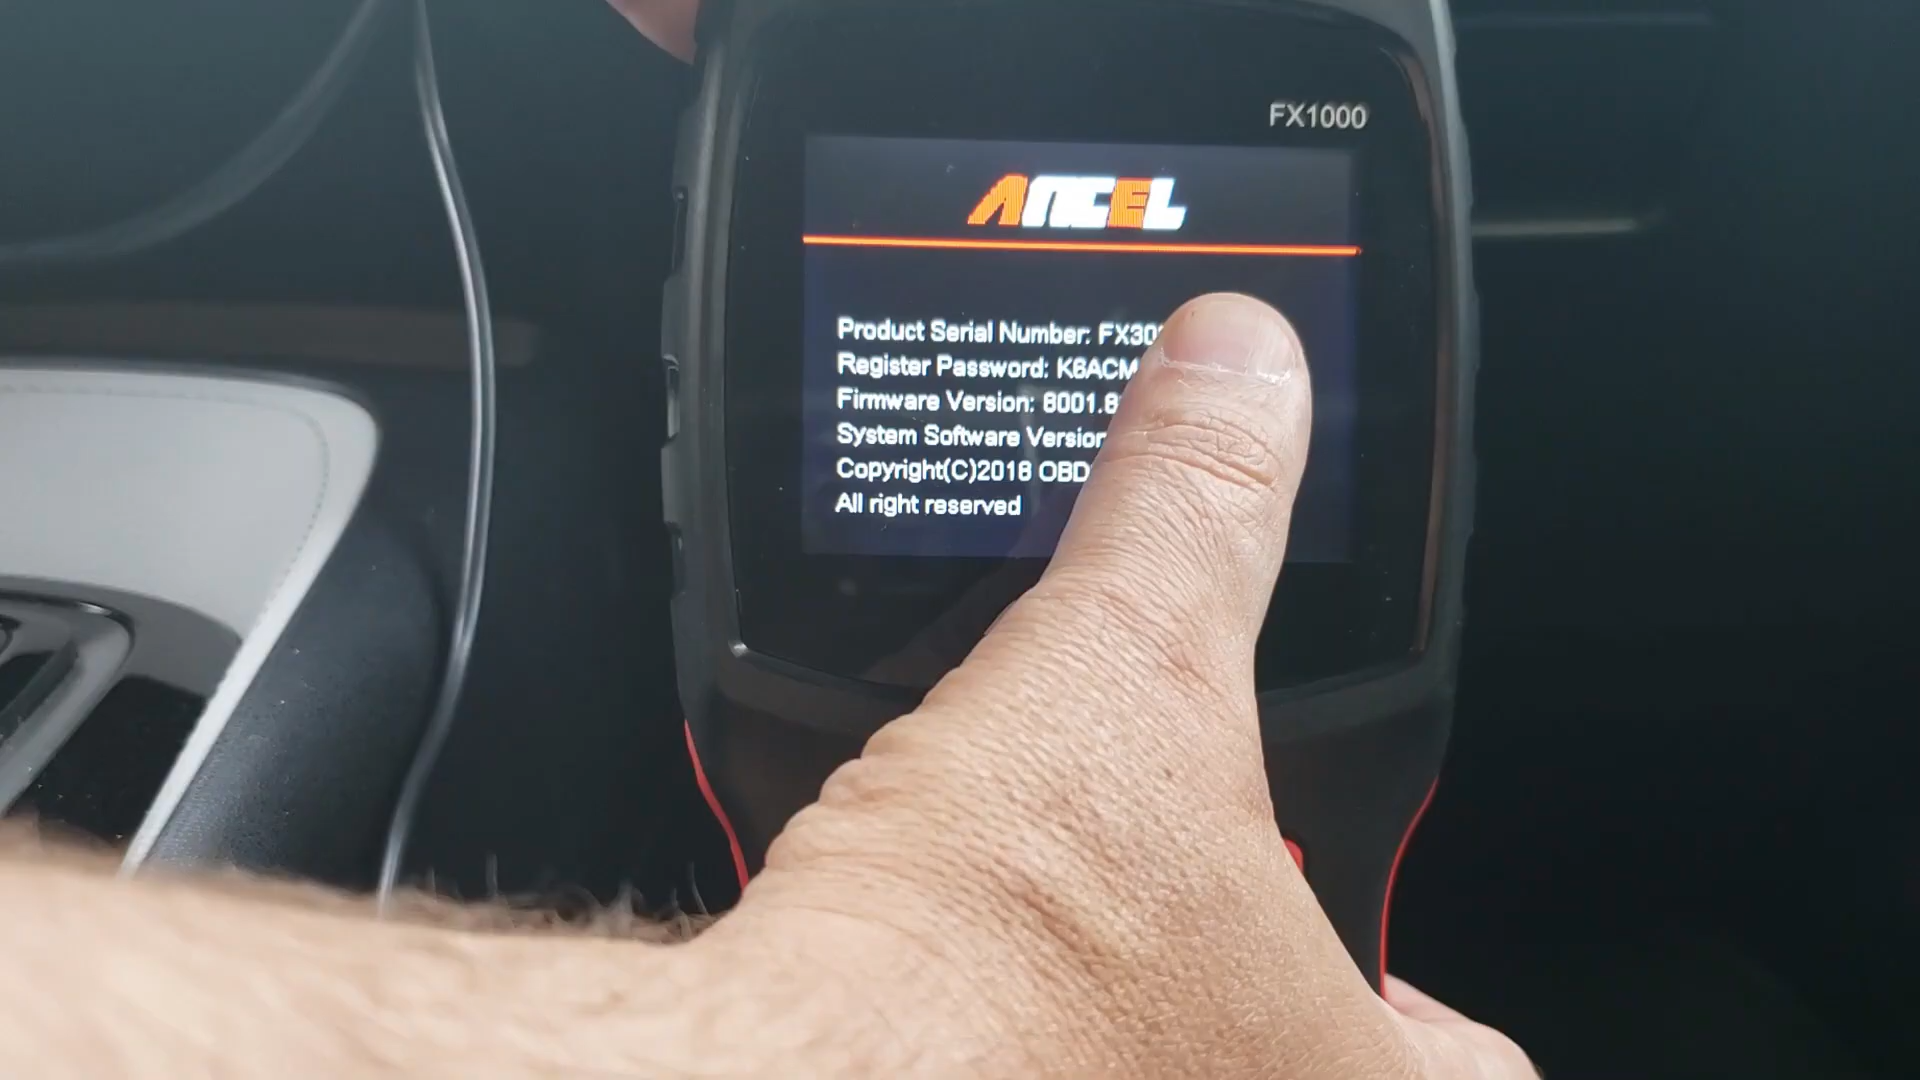 FX1000
ANCEL
Product Serial Number: FX30
Register Password: K8ACM
Firmware Version: 8001.8
System Software Version
Copyright(C)2018 OBD
All right reserved